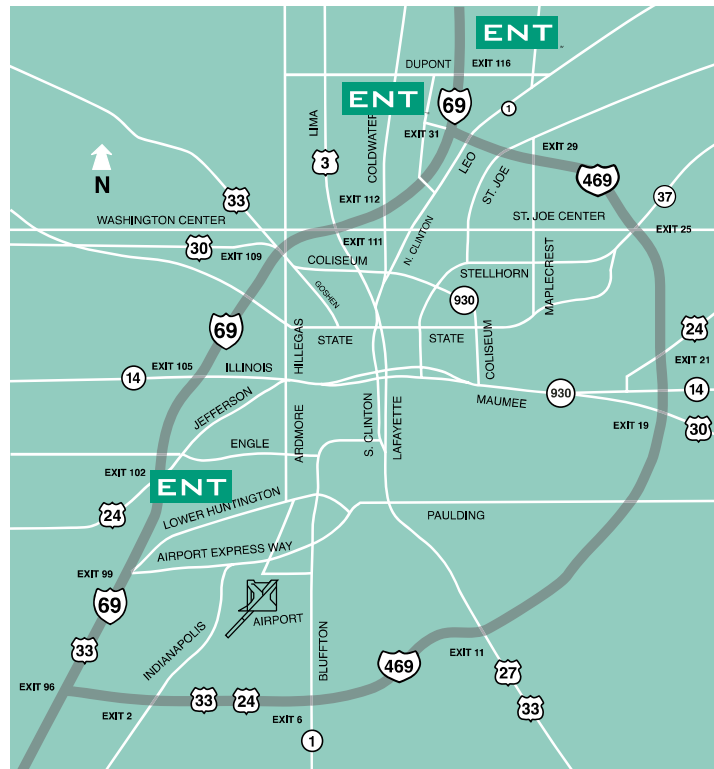 ENT
DUPONT
EXIT 116
ENT
69
1
LIMA
COLDWATER
EXIT 31
LEO
EXIT 29
3
ST. JOE
469
N
33
EXIT 112
37
WASHINGTON CENTER
ST. JOE CENTER
EXIT 25
30
EXIT 109
EXIT 111
N. CLINTON
COLISEUM
STELLHORN
GOSHEN
930
MAPLECREST
69
HILLEGAS
STATE
STATE
COLISEUM
24
EXIT 21
EXIT 105
ILLINOIS
14
JEFFERSON
MAUMEE
930
14
ARDMORE
S. CLINTON
LAFAYETTE
EXIT 19
30
ENGLE
EXIT 102
ENT
24
LOWER HUNTINGTON
PAULDING
AIRPORT EXPRESS WAY
EXIT 99
69
AIRPORT
33
INDIANAPOLIS
BLUFFTON
469
EXIT 11
27
EXIT 96
33
24
33
EXIT 2
EXIT 6
1